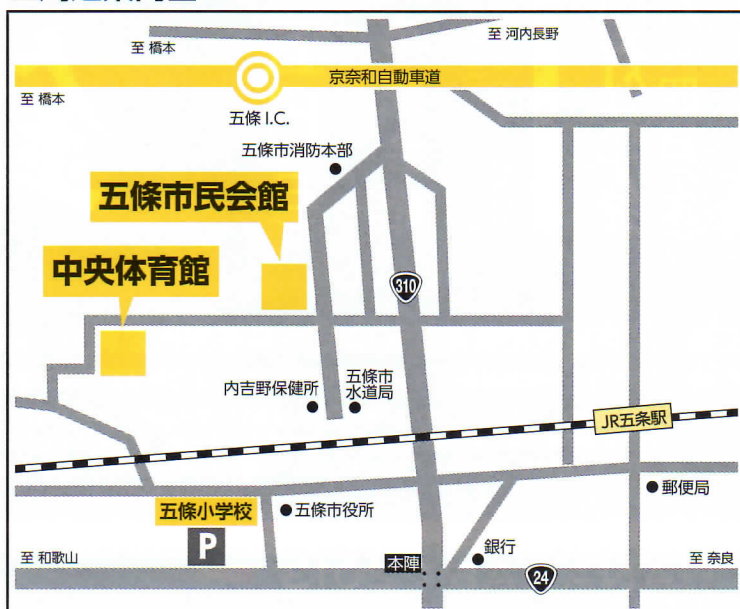 至 橋本
至 河内長野
京奈和自動車道
至 橋本
五條 I.C.
五條市消防本部
五條市民会館
中央体育館
310
内吉野保健所
五條市
水道局
JR五条駅
郵便局
五條小学校
五條市役所
P
至 和歌山
本陣
銀行
24
至 奈良